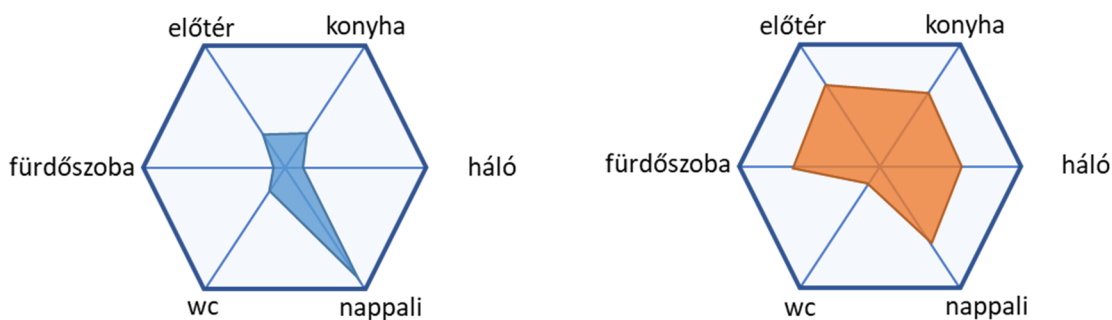 előtér
konyha
fürdőszoba
háló
wc
nappali
előtér
konyha
fürdőszoba
háló
wc
nappali